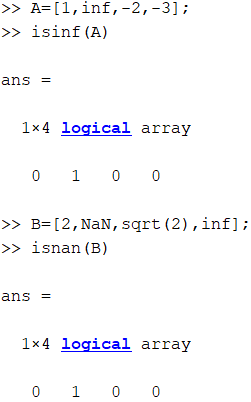 >> A=[1,inf,-2,-3];
>> isinf(A)
ans =
1×4 logical array
0 1 0 0
>> B=[2,NaN,sqrt(2),inf];
>> isnan(B)
ans =
1×4 logical array
0 1 0 0